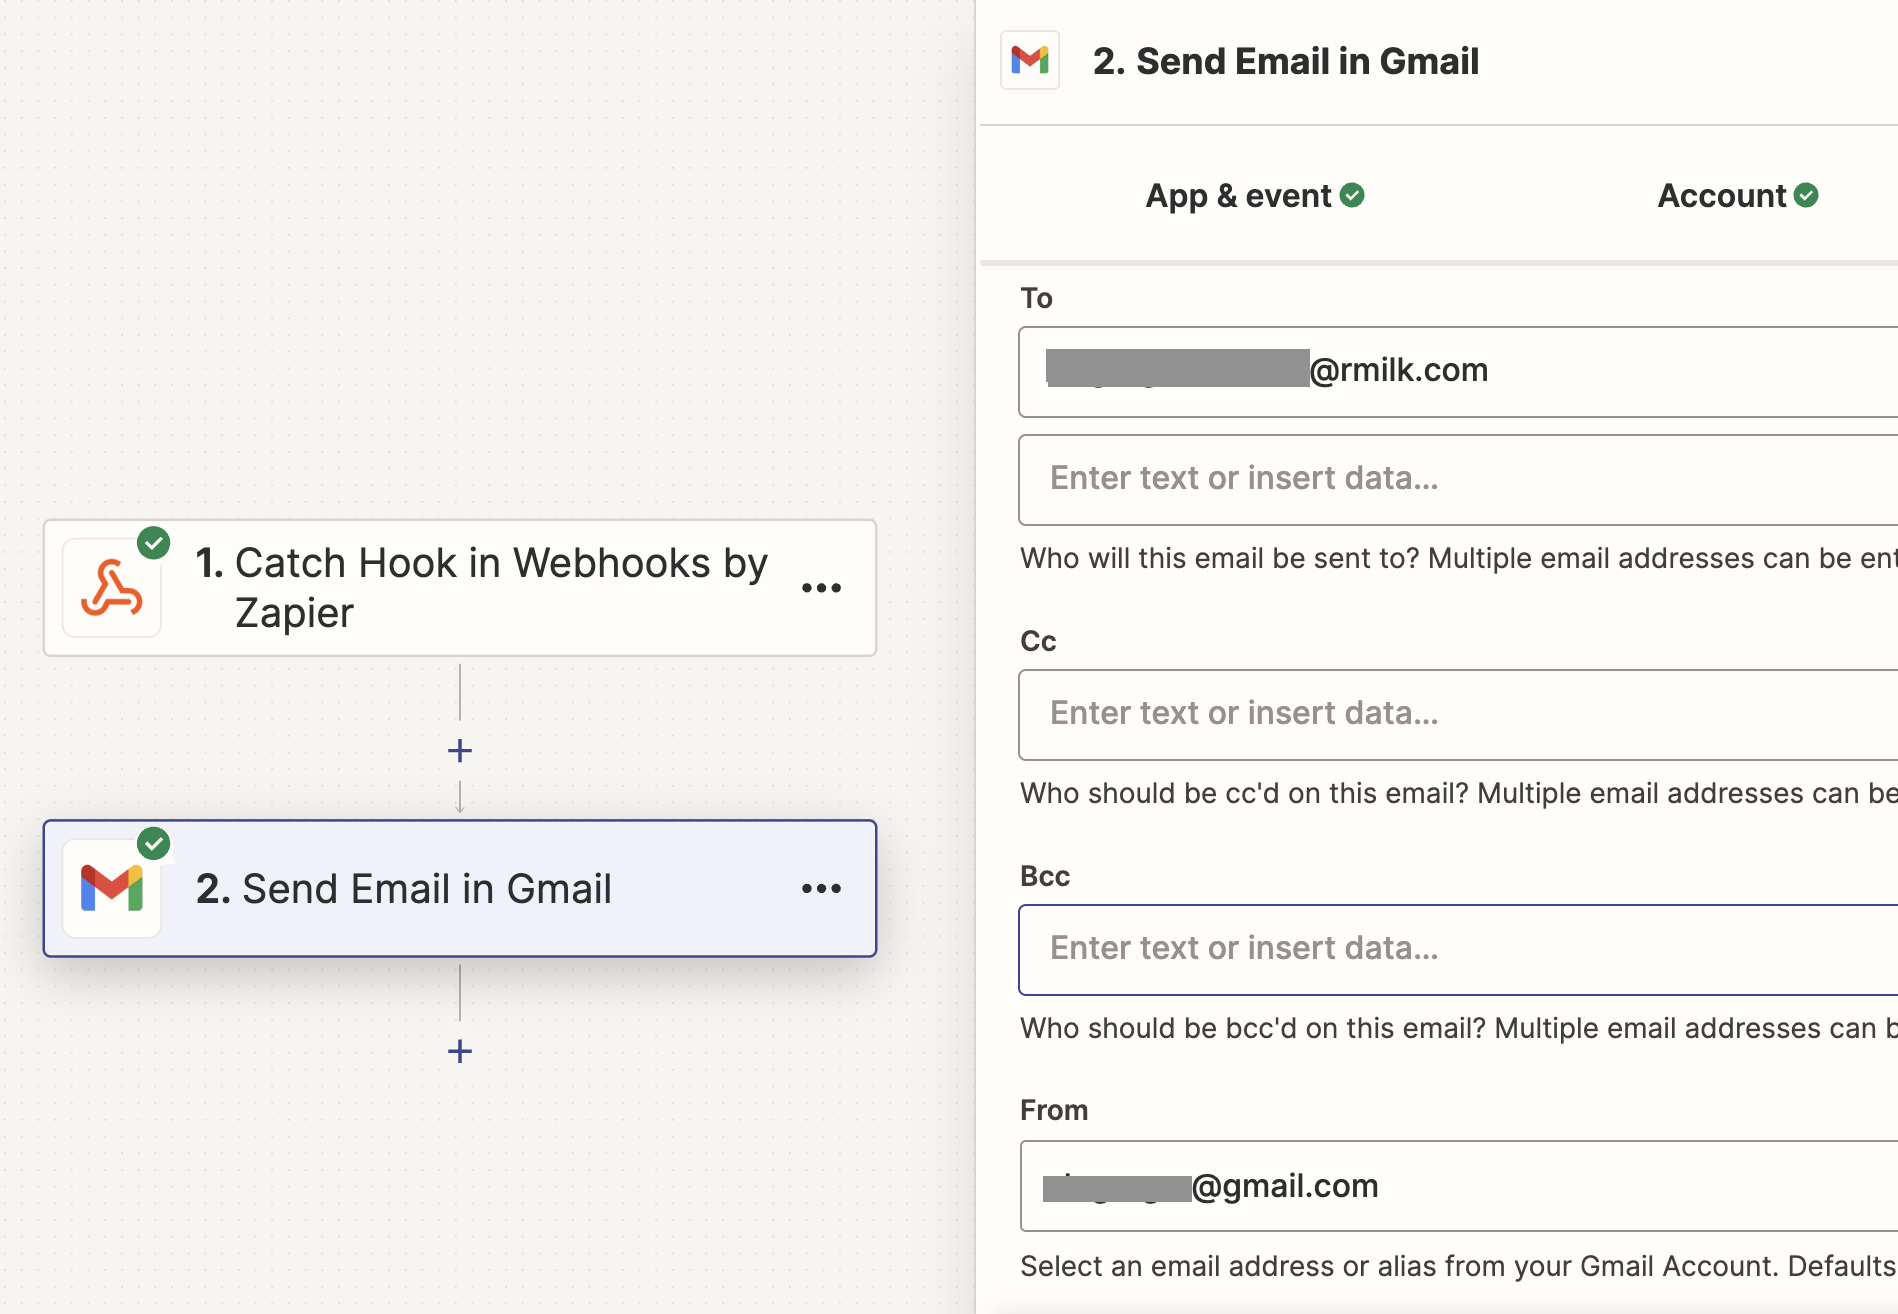 1. Catch Hook in Webhooks by
Zapier
2. Send Email in Gmail
2. Send Email in Gmail
App & event
Account
To
@rmilk.com
Enter text or insert data...
Who will this email be sent to? Multiple email addresses can be ent
Cc
Enter text or insert data...
Who should be cc'd on this email? Multiple email addresses can be
Bcc
Enter text or insert data...
Who should be bcc'd on this email? Multiple email addresses can b
From
@gmail.com
Select an email address or alias from your Gmail Account. Defaults